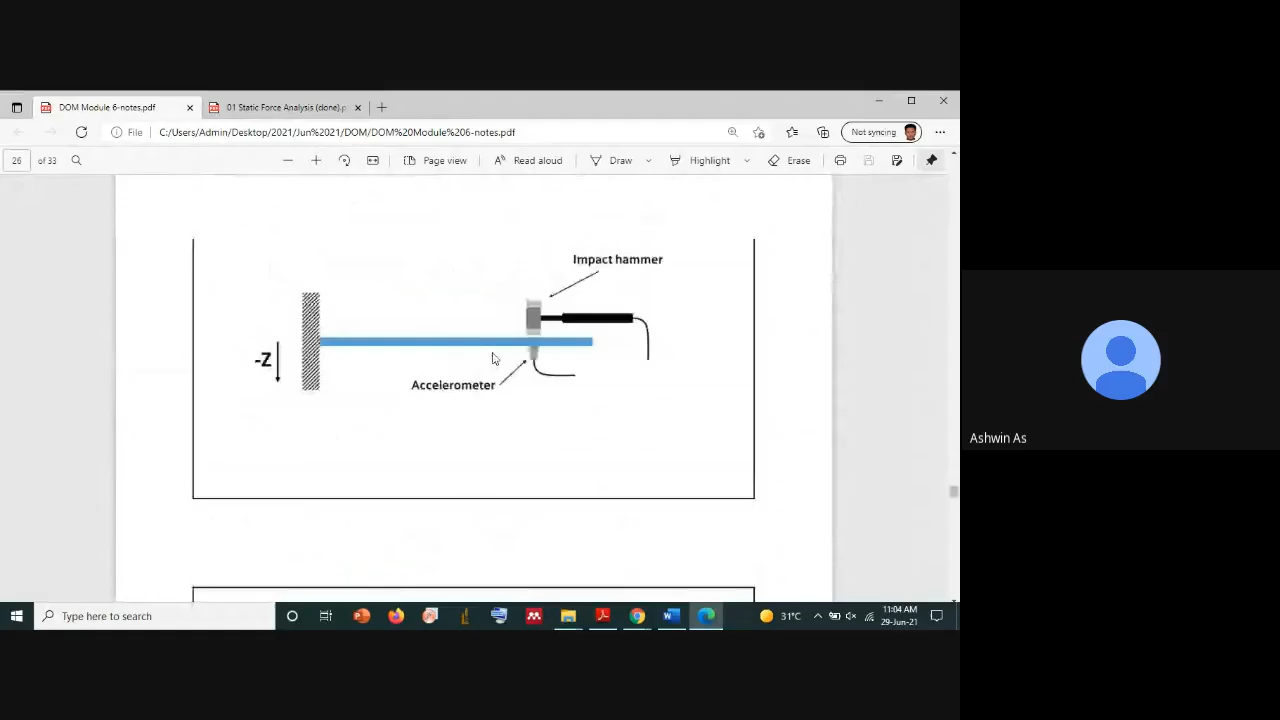 DOM Module 6-notes.pdf
01 Static Force Analysis (done).p
File
C:/Users/Admin/Desktop/2021/Jun%2021/DOM/DOM%20Module%206-notes.pdf
Not syncing
26 of 33
Page view
Read aloud
Draw
Highlight
Erase
Impact hammer
-Z
Accelerometer
Ashwin As
Type here to search
31°C
11:04 AM
29-Jun-21